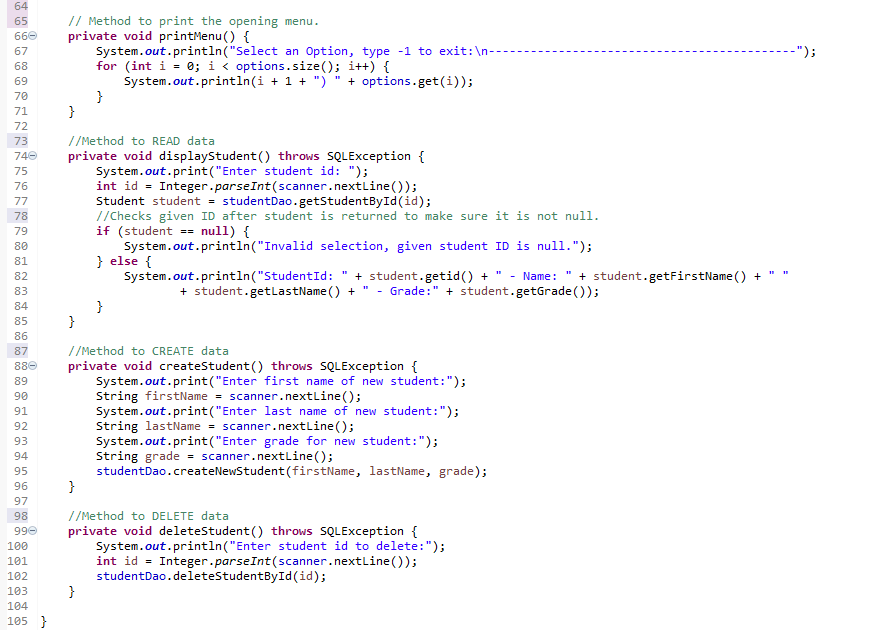 64
65 // Method to print the opening menu.
66 private void printMenu() {
67 System.out.println("Select an Option, type -1 to exit:\n--------------------------------------------");
68 for (int i = 0; i < options.size(); i++) {
69 System.out.println(i + 1 + ") " + options.get(i));
70 }
71 }
72
73 //Method to READ data
74 private void displayStudent() throws SQLException {
75 System.out.print("Enter student id: ");
76 int id = Integer.parseInt(scanner.nextLine());
77 Student student = studentDao.getStudentById(id);
78 //Checks given ID after student is returned to make sure it is not null.
79 if (student == null) {
80 System.out.println("Invalid selection, given student ID is null.");
81 } else {
82 System.out.println("StudentId: " + student.getid() + " - Name: " + student.getFirstName() + " "
83 + student.getLastName() + " - Grade:" + student.getGrade());
84 }
85 }
86
87 //Method to CREATE data
88 private void createStudent() throws SQLException {
89 System.out.print("Enter first name of new student:");
90 String firstName = scanner.nextLine();
91 System.out.print("Enter last name of new student:");
92 String lastName = scanner.nextLine();
93 System.out.print("Enter grade for new student:");
94 String grade = scanner.nextLine();
95 studentDao.createNewStudent(firstName, lastName, grade);
96 }
97
98 //Method to DELETE data
99 private void deleteStudent() throws SQLException {
100 System.out.println("Enter student id to delete:");
101 int id = Integer.parseInt(scanner.nextLine());
102 studentDao.deleteStudentById(id);
103 }
104
105 }